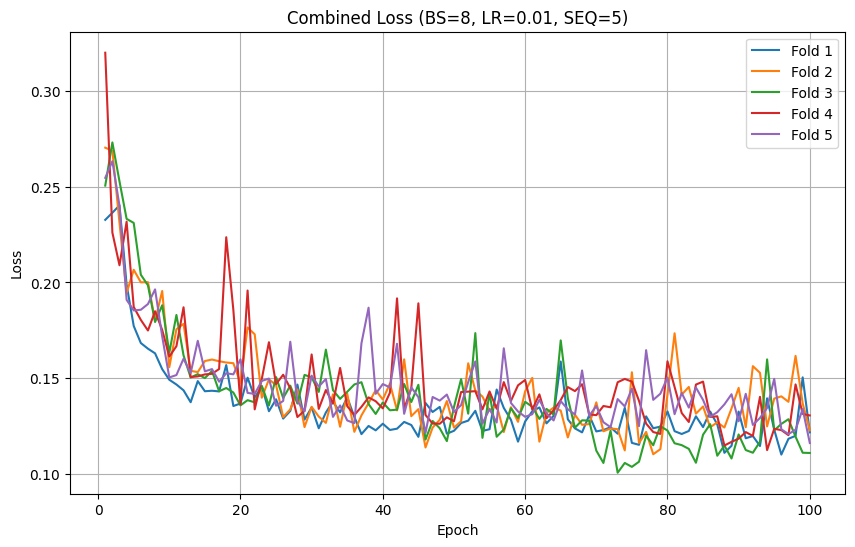 Combined Loss (BS=8, LR=0.01, SEQ=5)
Loss
0.30
0.25
0.20
0.15
0.10
Fold 1
Fold 2
Fold 3
Fold 4
Fold 5
0
20
40
60
80
100
Epoch